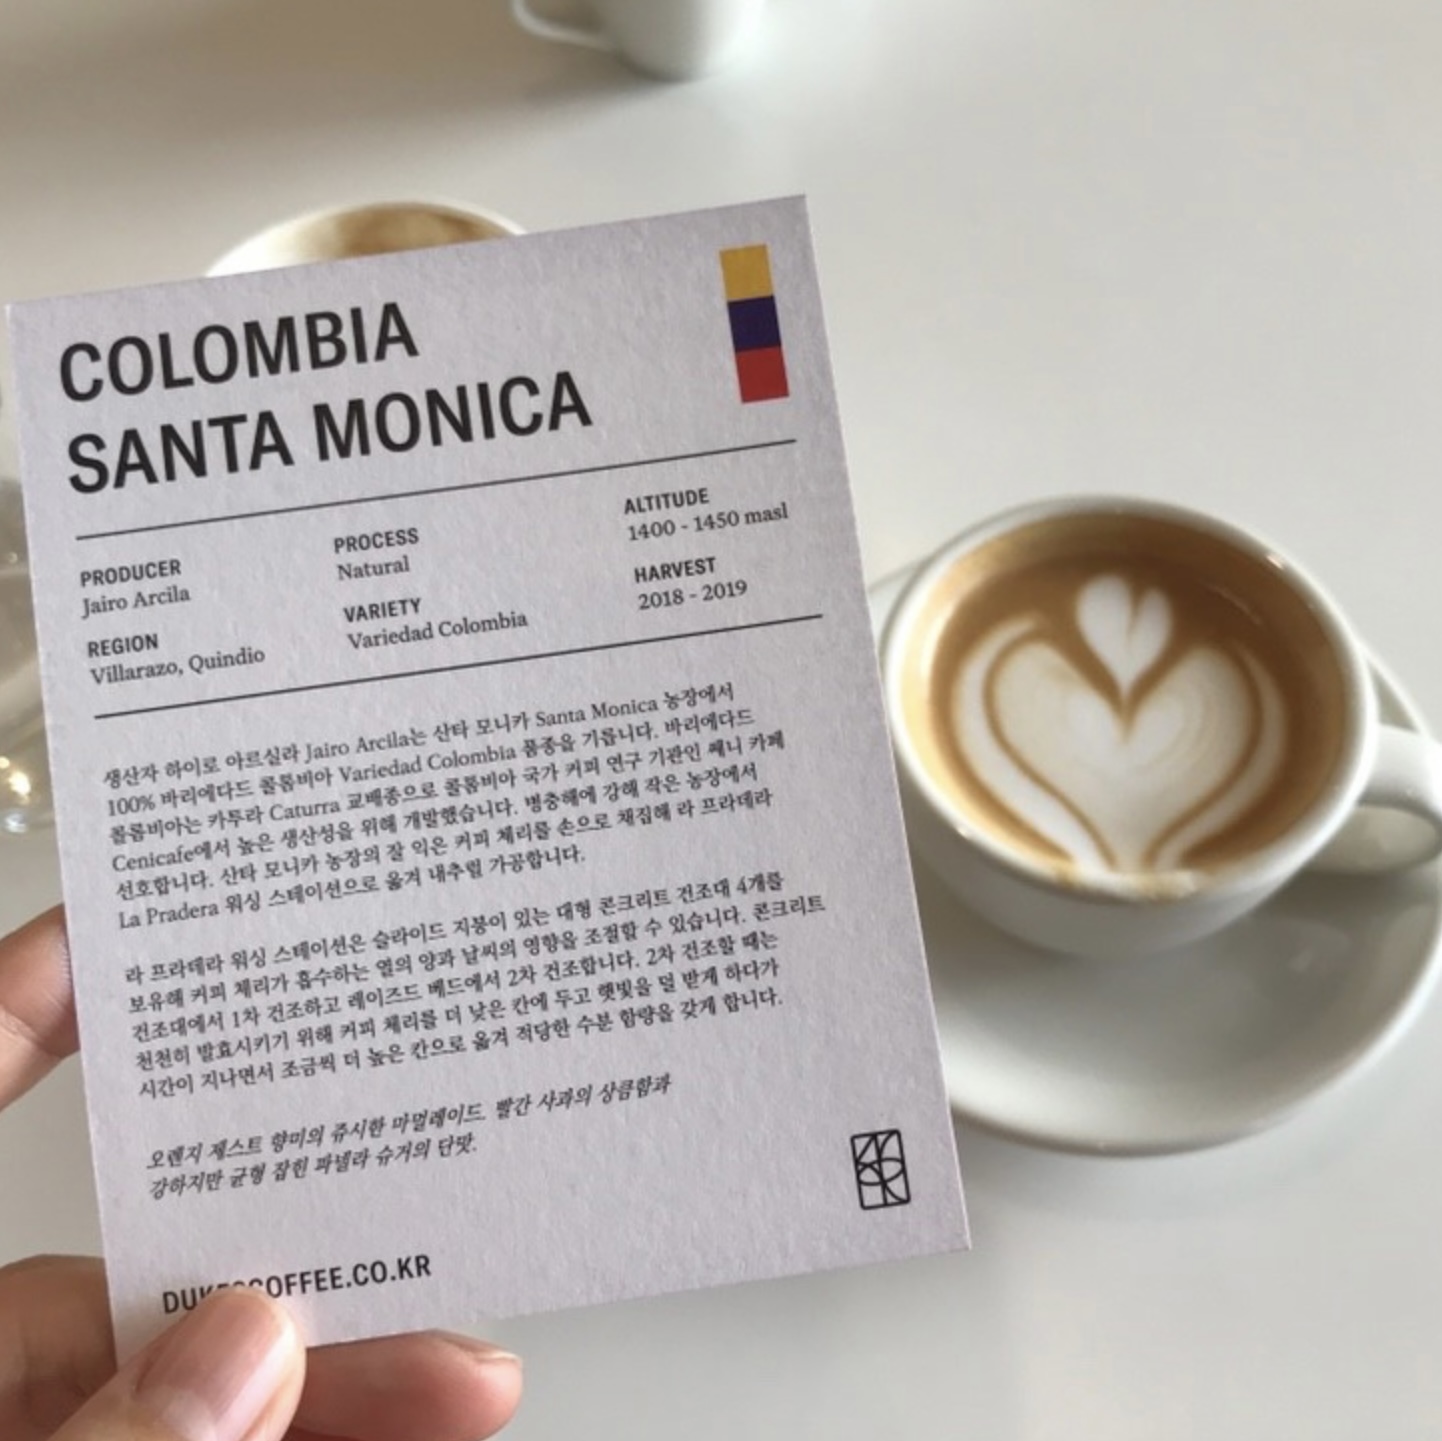 COLOMBIA
SANTA MONICA
PRODUCER
Jairo Arcila
REGION
Villarazo, Quindio
PROCESS
Natural
VARIETY
Variedad Colombia
ALTITUDE
1400 - 1450 masl
HARVEST
2018 - 2019
생산자 하이로 아르실라 Jairo Arcila는 산타 모니카 Santa Monica 농장에서
100% 바리에다드 콜롬비아 Variedad Colombia 품종을 기릅니다. 바리에다드
콜롬비아는 카투라 Caturra 교배종으로 콜롬비아 국가 커피 연구 기관인 쎄니 카페
Cenicafe에서 높은 생산성을 위해 개발했습니다. 병충해에 강해 작은 농장에서
선호합니다. 산타 모니카 농장의 잘 익은 커피 체리를 손으로 채집해 라 프라데라
La Pradera 워싱 스테이션으로 옮겨 내추럴 가공합니다.
라 프라데라 워싱 스테이션은 슬라이드 지붕이 있는 대형 콘크리트 건조대 4개를
보유해 커피 체리가 흡수하는 열의 양과 날씨의 영향을 조절할 수 있습니다. 콘크리트
건조대에서 1차 건조하고 레이즈드 베드에서 2차 건조합니다. 2차 건조할 때는
천천히 발효시키기 위해 커피 체리를 더 낮은 칸에 두고 햇빛을 덜 받게 하다가
시간이 지나면서 조금씩 더 높은 칸으로 옮겨 적당한 수분 함량을 갖게 합니다.
오렌지 제스트 향미의 쥬시한 마멀레이드. 빨간 사과의 상큼함과
강하지만 균형 잡힌 파넬라 슈거의 단맛.
COFFEE.CO.KR